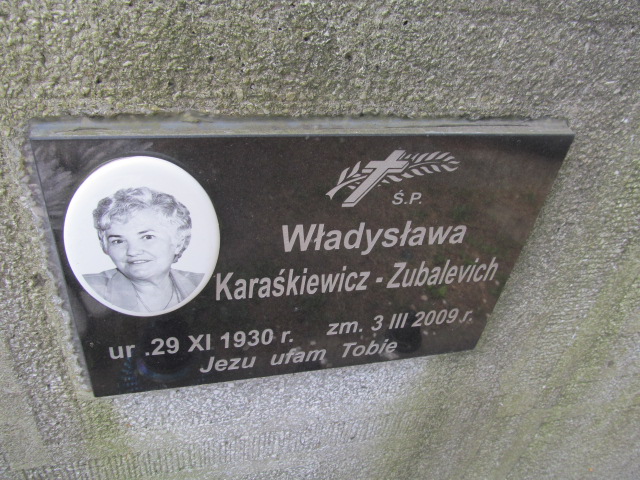 Ś.P.
Władysława
Karaśkiewicz - Zubalevich
ur .29 XI 1930 r. zm. 3 III 2009 r.
Jezu ufam Tobie